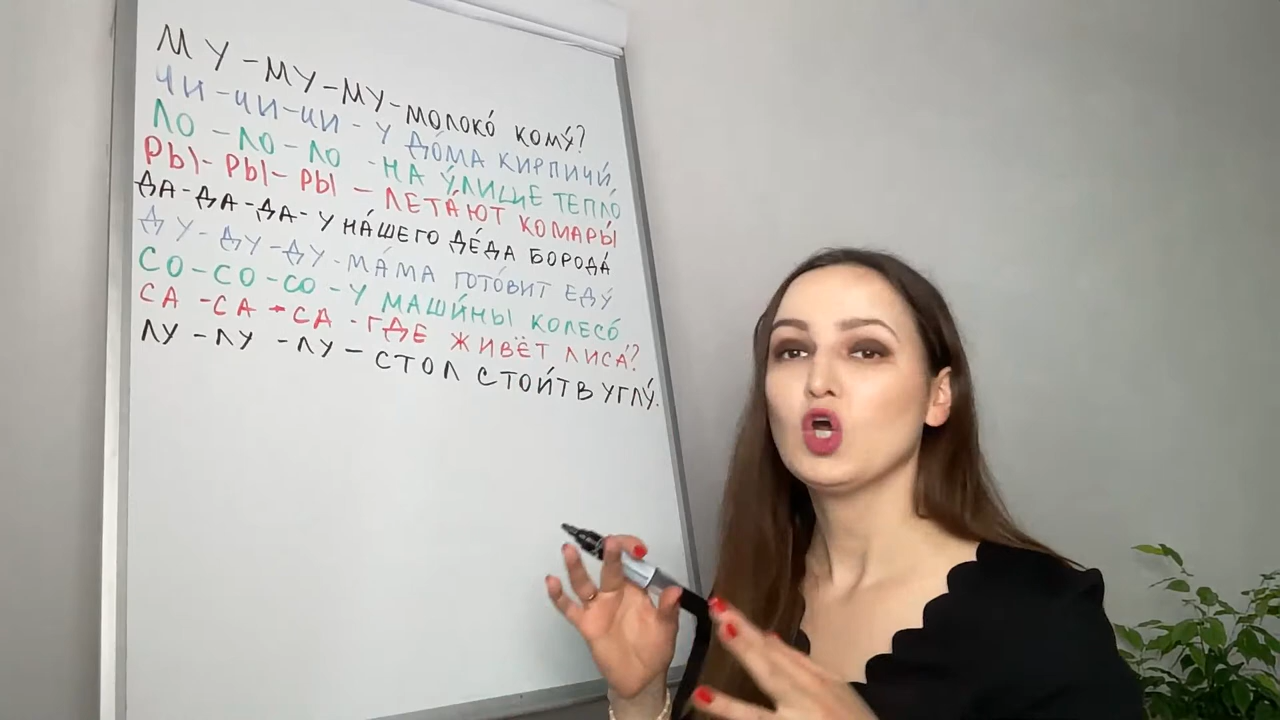 МУ-МУ-МУ-МОЛОКО́ КОМУ́?
ЧИ-ЧИ-ЧИ-У ДО́МА КИРПИЧИ́,
ЛО-ЛО-ЛО-НА У́ЛИЦЕ ТЕПЛО́
РЫ-РЫ-РЫ-ЛЕТА́ЮТ КОМАРЫ́
ДА-ДА-ДА-У НА́ШЕГО ДЕ́ДА БОРОДА́
ДУ-ДУ-ДУ-МА́МА ГОТО́ВИТ ЕДУ́
СО-СО-СО-У МАШИ́НЫ КОЛЕСО́
СА-СА-СА-ГДЕ ЖИВЁТ ЛИСА́?
ЛУ-ЛУ-ЛУ-СТОЛ СТОИ́Т В УГЛУ́.